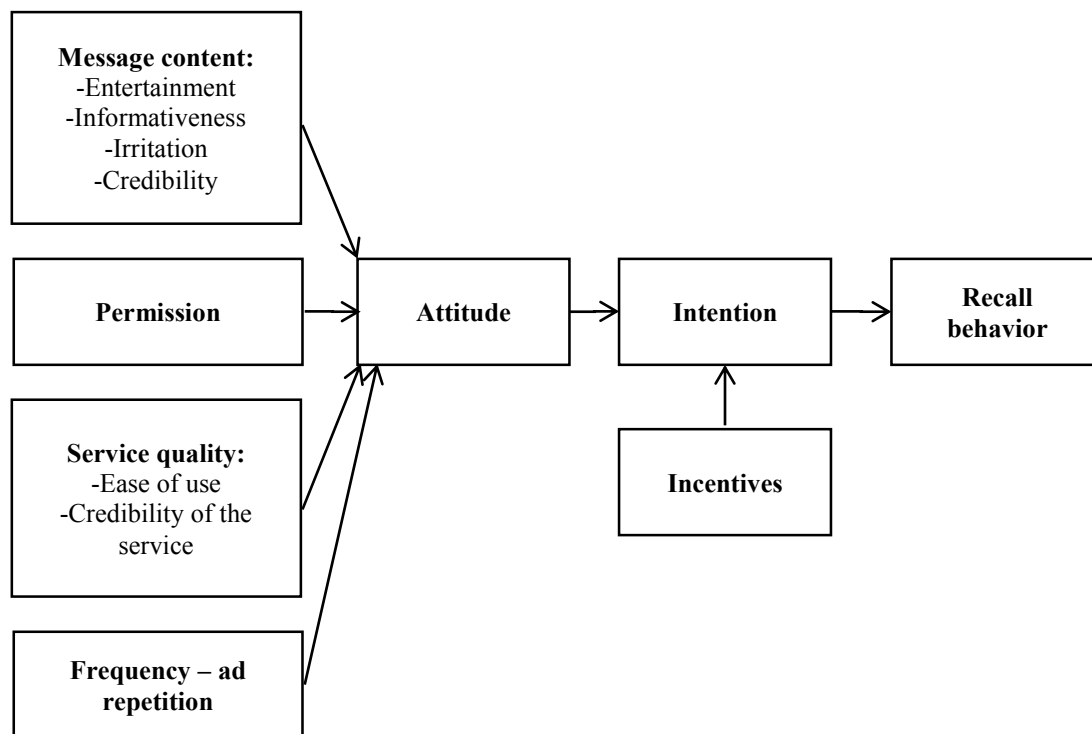 Message content:
-Entertainment
-Informativeness
-Irritation
-Credibility
Permission
Attitude
Intention
Recall
behavior
Service quality:
-Ease of use
-Credibility of the
service
Incentives
Frequency – ad
repetition